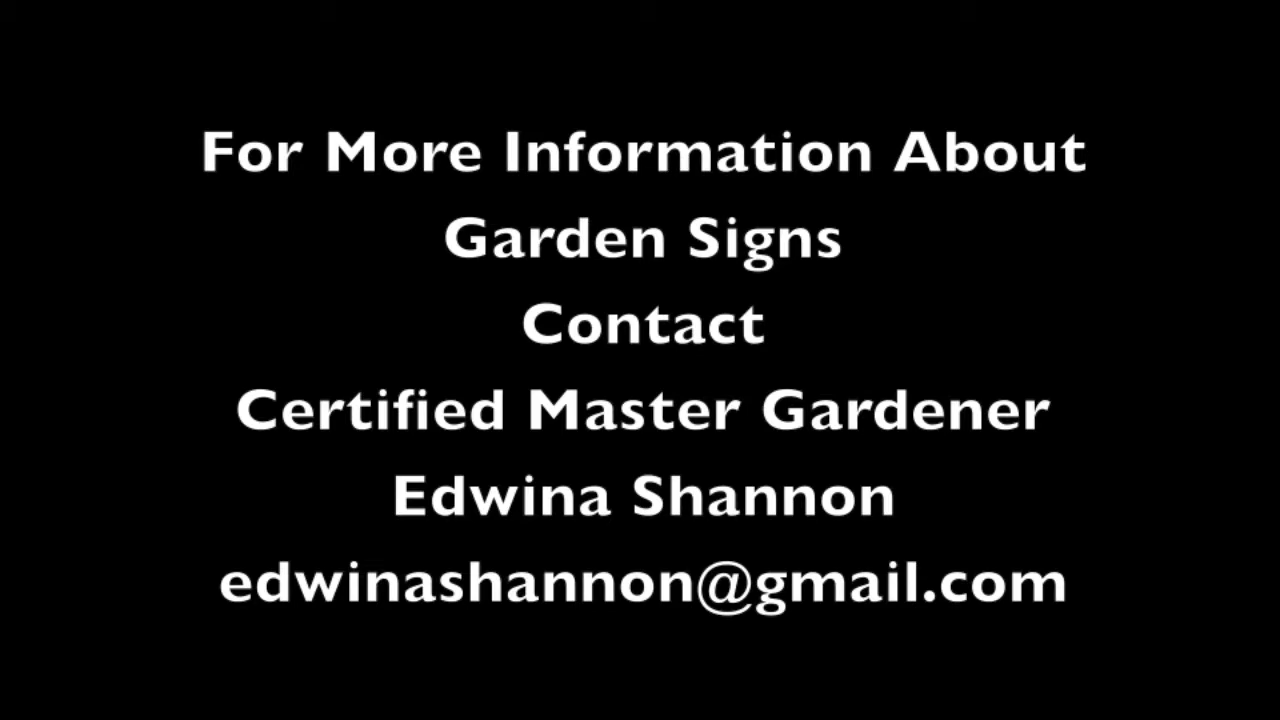 For More Information About
Garden Signs
Contact
Certified Master Gardener
Edwina Shannon
edwinashannon@gmail.com